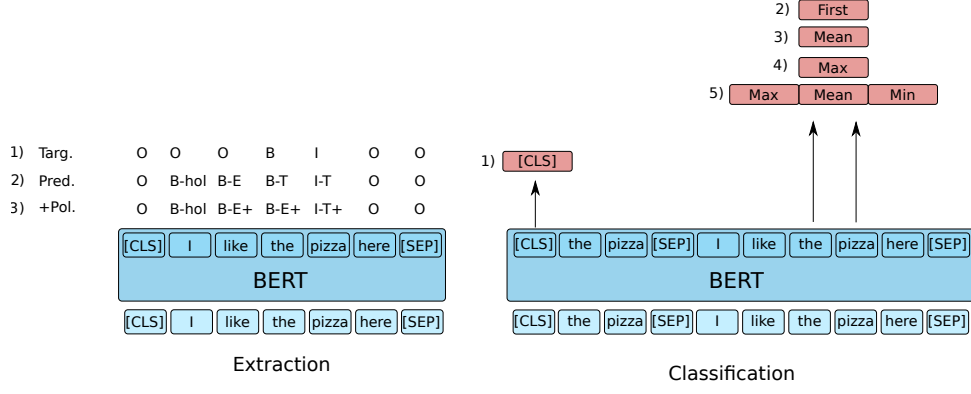 2) First
3) Mean
4) Max
5) Max Mean Min
1) Targ. O O O B I O O
2) Pred. O B-hol B-E B-T I-T O O
3) +Pol. O B-hol B-E+ B-E+ I-T+ O O
[CLS] I like the pizza here [SEP]
BERT
[CLS] I like the pizza here [SEP]
Extraction
1) [CLS]
[CLS] the pizza [SEP] I like the pizza here [SEP]
BERT
[CLS] the pizza [SEP] I like the pizza here [SEP]
Classification